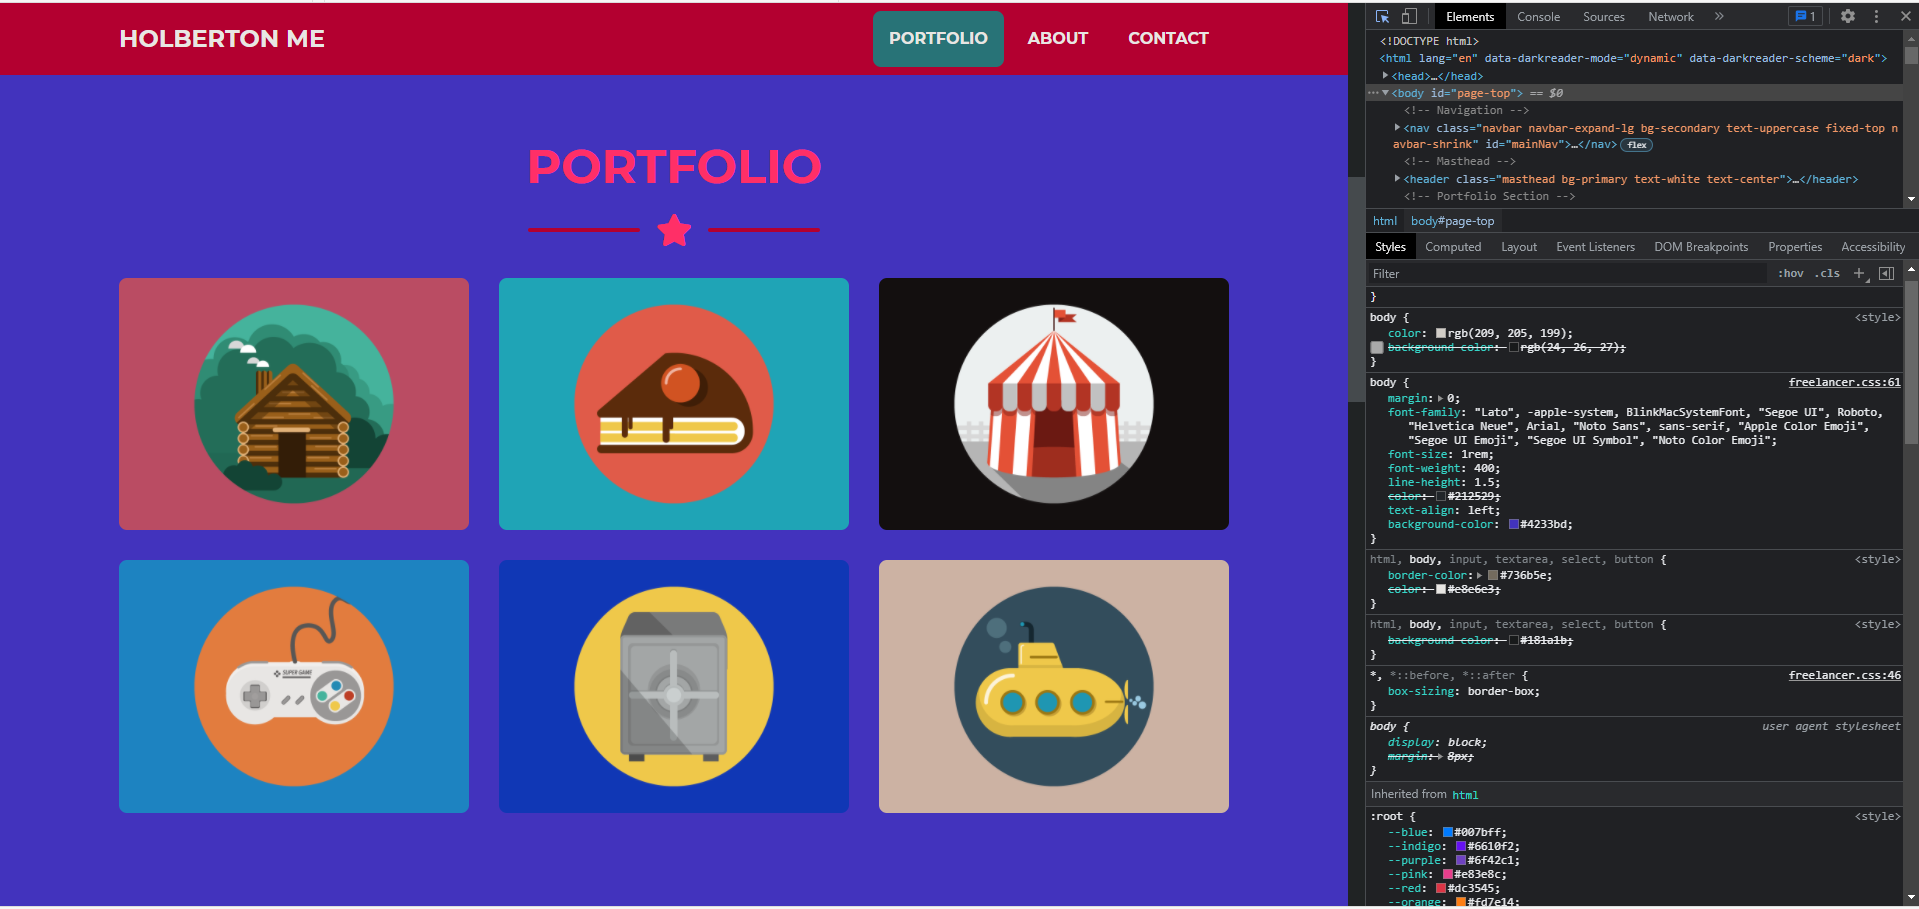 HOLBERTON ME
PORTFOLIO ABOUT CONTACT
PORTFOLIO
SUPER GAME
Elements Console Sources Network » 1
<!DOCTYPE html>
<html lang="en" data-darkreader-mode="dynamic" data-darkreader-scheme="dark">
<head>…</head>
<body id="page-top"> == $0
<!-- Navigation -->
<nav class="navbar navbar-expand-lg bg-secondary text-uppercase fixed-top n
avbar-shrink" id="mainNav">…</nav> flex
<!-- Masthead -->
<header class="masthead bg-primary text-white text-center">…</header>
<!-- Portfolio Section -->
html body#page-top
Styles Computed Layout Event Listeners DOM Breakpoints Properties Accessibility
Filter :hov .cls +
}
body { <style>
color: rgb(209, 205, 199);
background-color: rgb(24, 26, 27);
}
body { freelancer.css:61
margin: 0;
font-family: "Lato", -apple-system, BlinkMacSystemFont, "Segoe UI", Roboto,
"Helvetica Neue", Arial, "Noto Sans", sans-serif, "Apple Color Emoji",
"Segoe UI Emoji", "Segoe UI Symbol", "Noto Color Emoji";
font-size: 1rem;
font-weight: 400;
line-height: 1.5;
color: #212529;
text-align: left;
background-color: #4233bd;
}
html, body, input, textarea, select, button { <style>
border-color: #736b5e;
color: #e8e6e3;
}
html, body, input, textarea, select, button { <style>
background-color: #181a1b;
}
*, *::before, *::after { freelancer.css:46
box-sizing: border-box;
}
body { user agent stylesheet
display: block;
margin: 8px;
}
Inherited from html
:root { <style>
--blue: #007bff;
--indigo: #6610f2;
--purple: #6f42c1;
--pink: #e83e8c;
--red: #dc3545;
--orange: #fd7e14;